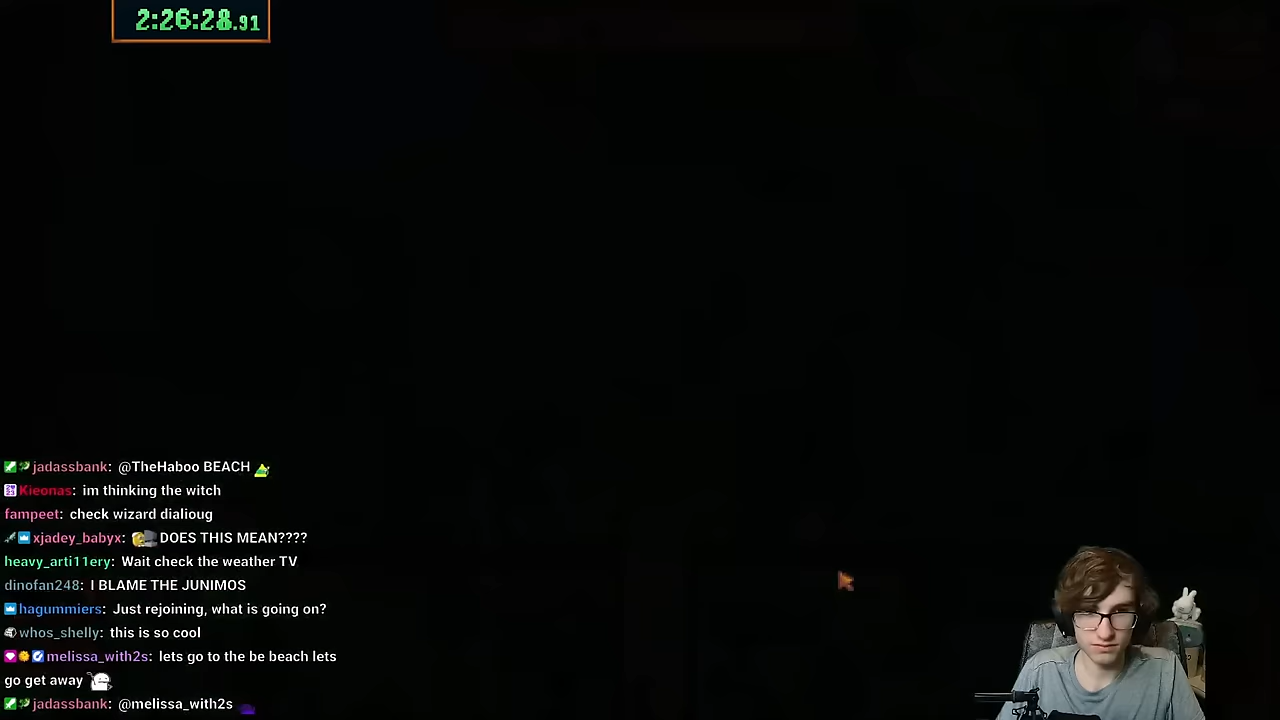 2:26:28.91
jadassbank: @TheHaboo BEACH
Kieonas: im thinking the witch
fampeet: check wizard dialioug
xjadey_babyx: DOES THIS MEAN????
heavy_arti11ery: Wait check the weather TV
dinofan248: I BLAME THE JUNIMOS
hagummiers: Just rejoining, what is going on?
whos_shelly: this is so cool
melissa_with2s: lets go to the be beach lets
go get away
jadassbank: @melissa_with2s